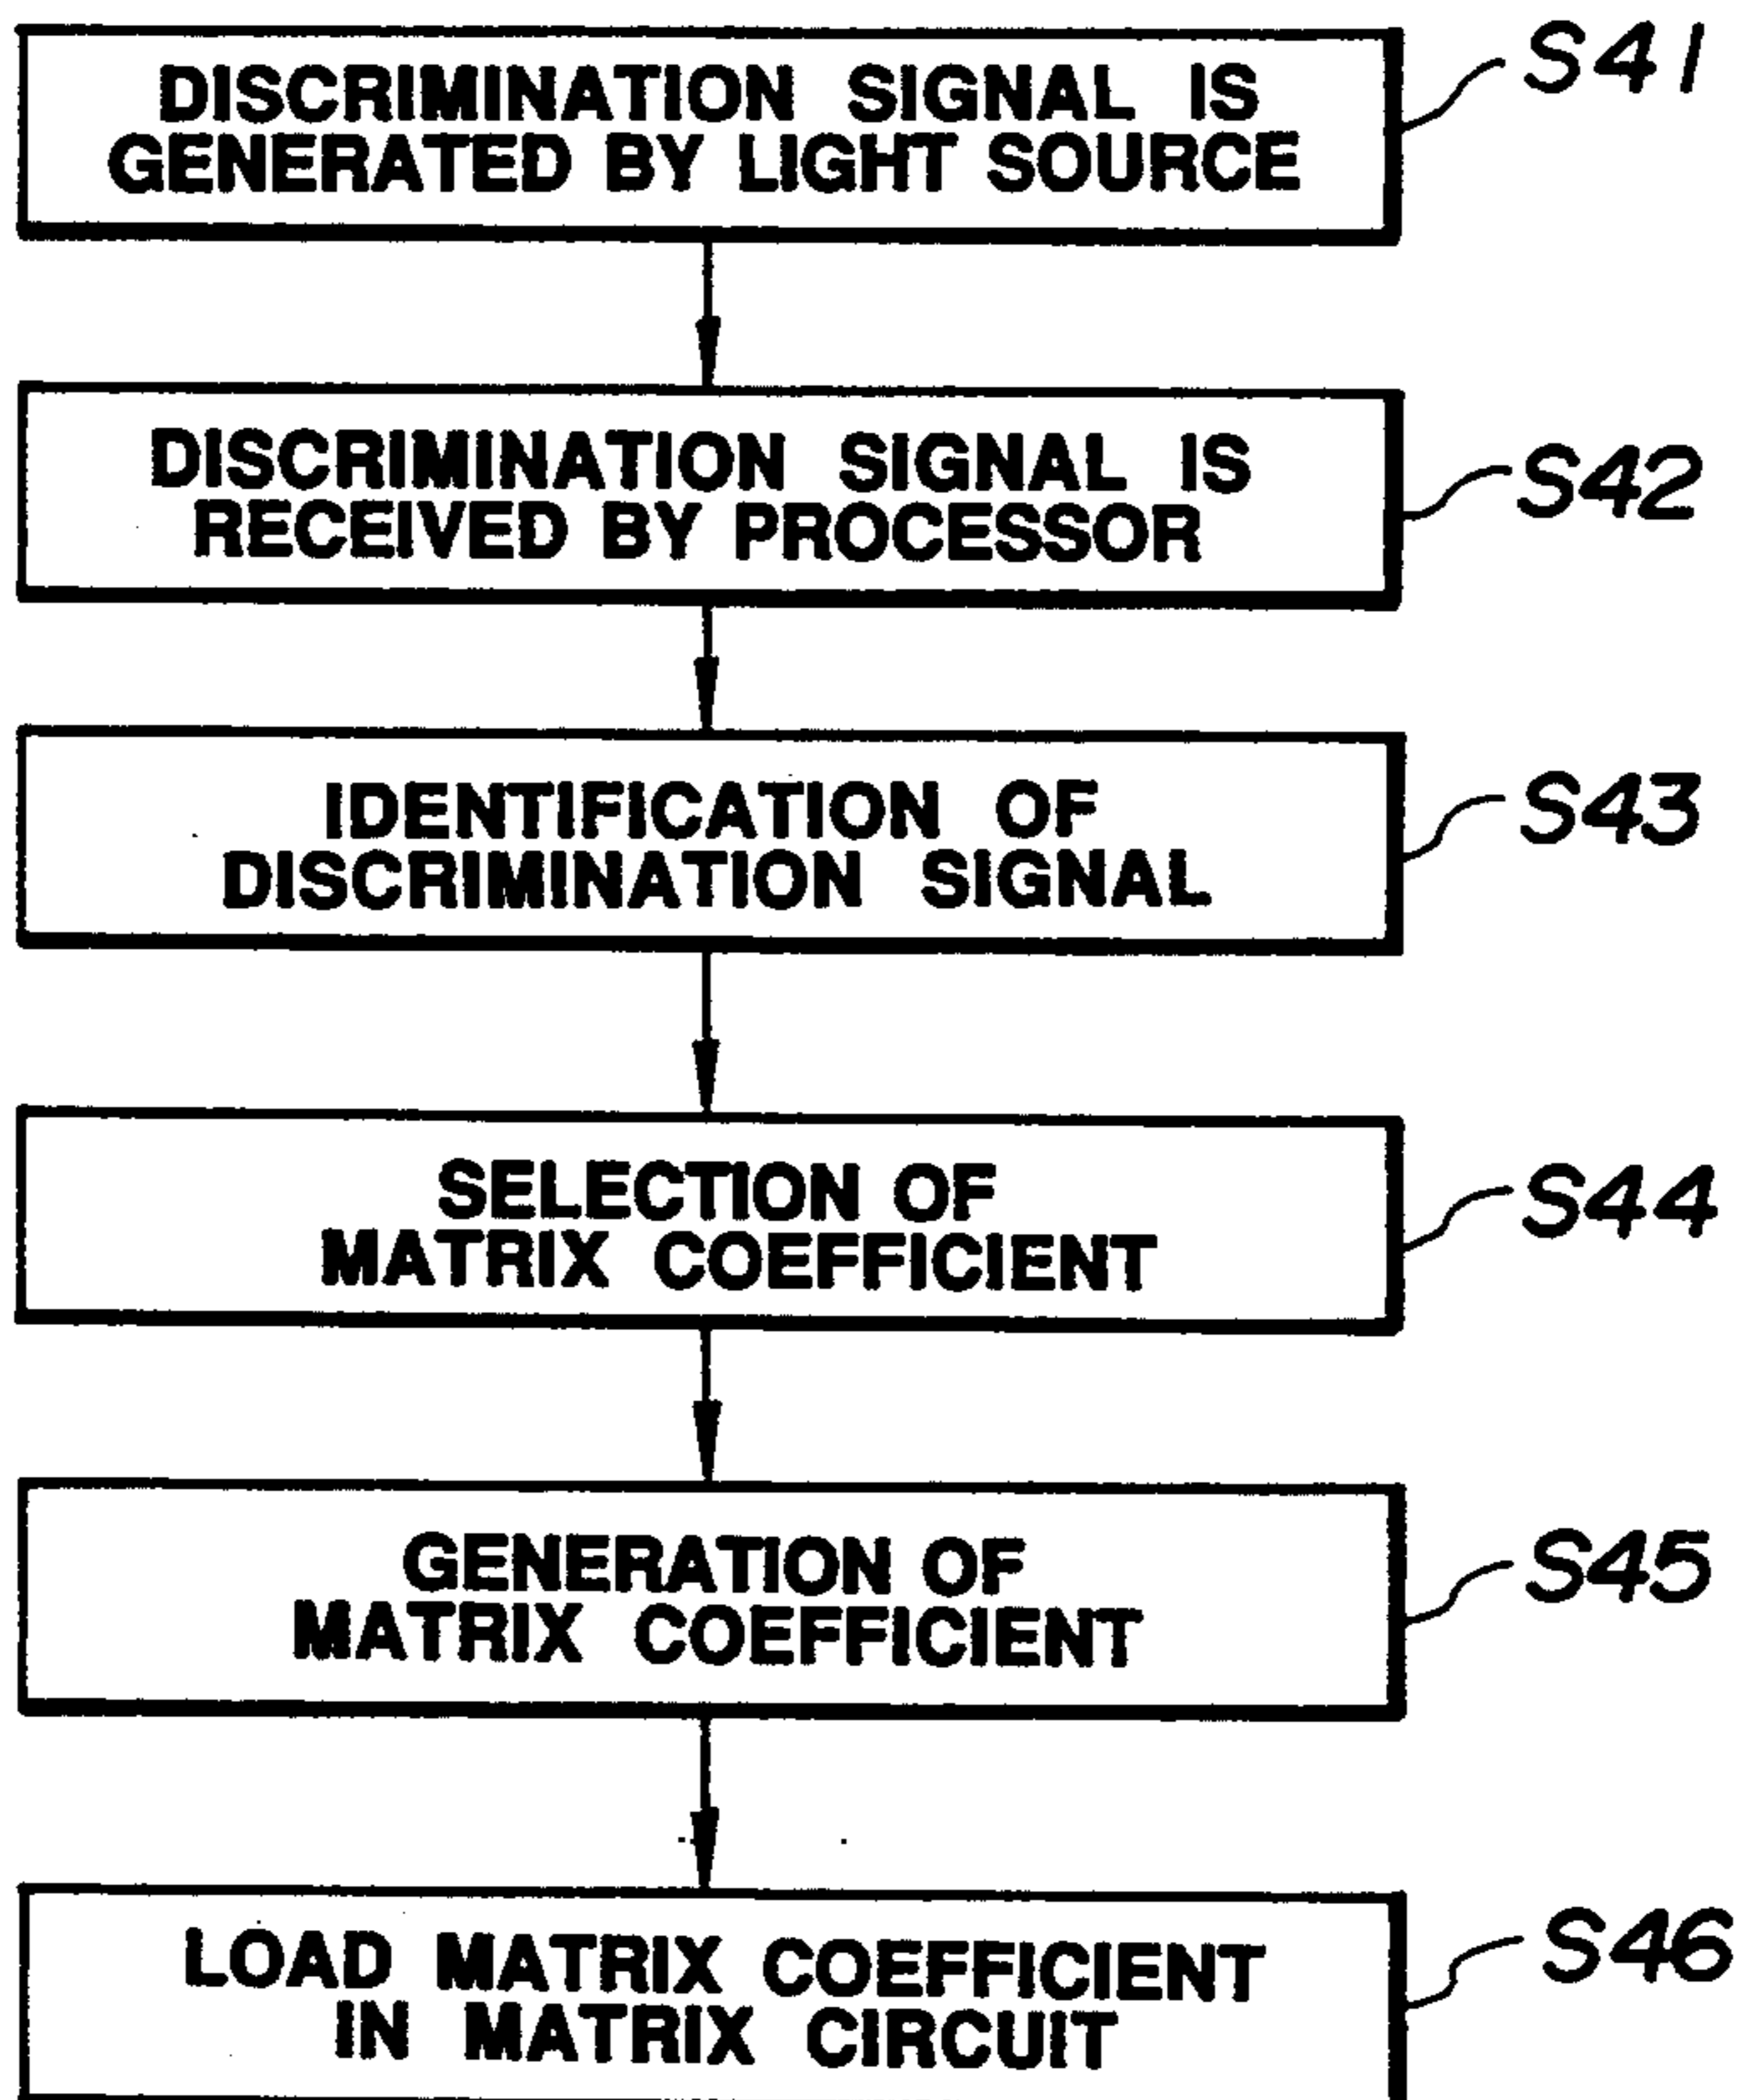 DISCRIMINATION SIGNAL IS
GENERATED BY LIGHT SOURCE
S41
DISCRIMINATION SIGNAL IS
RECEIVED BY PROCESSOR
S42
IDENTIFICATION OF
DISCRIMINATION SIGNAL
S43
SELECTION OF
MATRIX COEFFICIENT
S44
GENERATION OF
MATRIX COEFFICIENT
S45
LOAD MATRIX COEFFICIENT
IN MATRIX CIRCUIT
S46